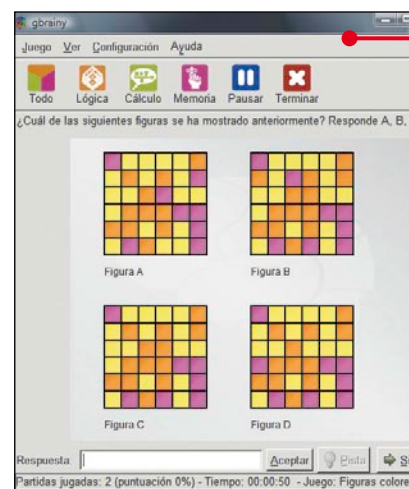 gbrainy
Juego Ver Configuración Ayuda
Todo Lógica Cálculo Memoria Pausar Terminar
¿Cuál de las siguientes figuras se ha mostrado anteriormente? Responde A, B,
Figura A Figura B
Figura C Figura D
Respuesta: Aceptar Pista
Partidas jugadas: 2 (puntuación 0%) - Tiempo: 00:00:50 - Juego: Figuras colore